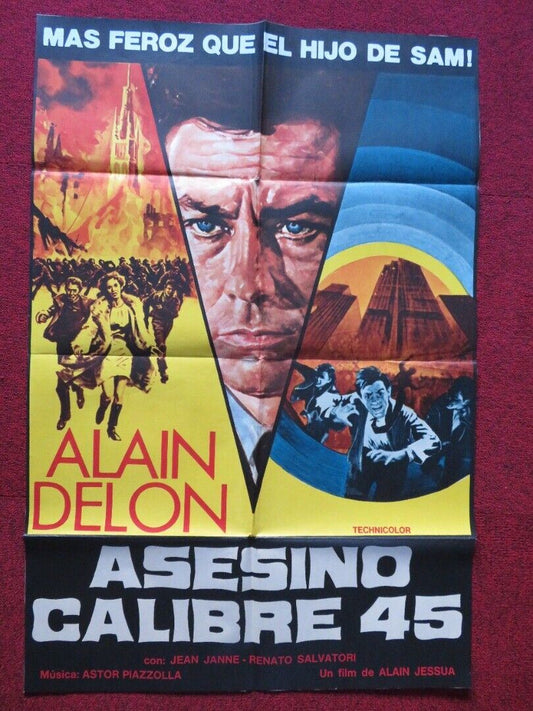 MAS FEROZ QUE EL HIJO DE SAM!
ALAIN
DELON
TECHNICOLOR
ASESINO
CALIBRE 45
con: JEAN JANNE - RENATO SALVATORI
Música: ASTOR PIAZZOLLA
Un film de ALAIN JESSUA